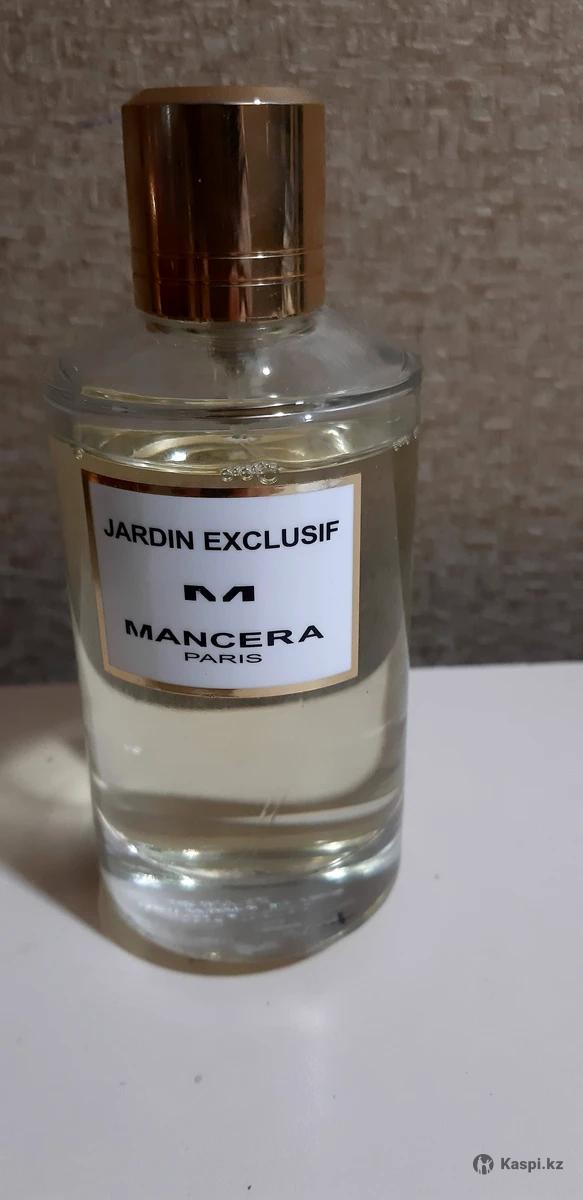 JARDIN EXCLUSIF
M
MANCERA
PARIS
Kaspi.kz